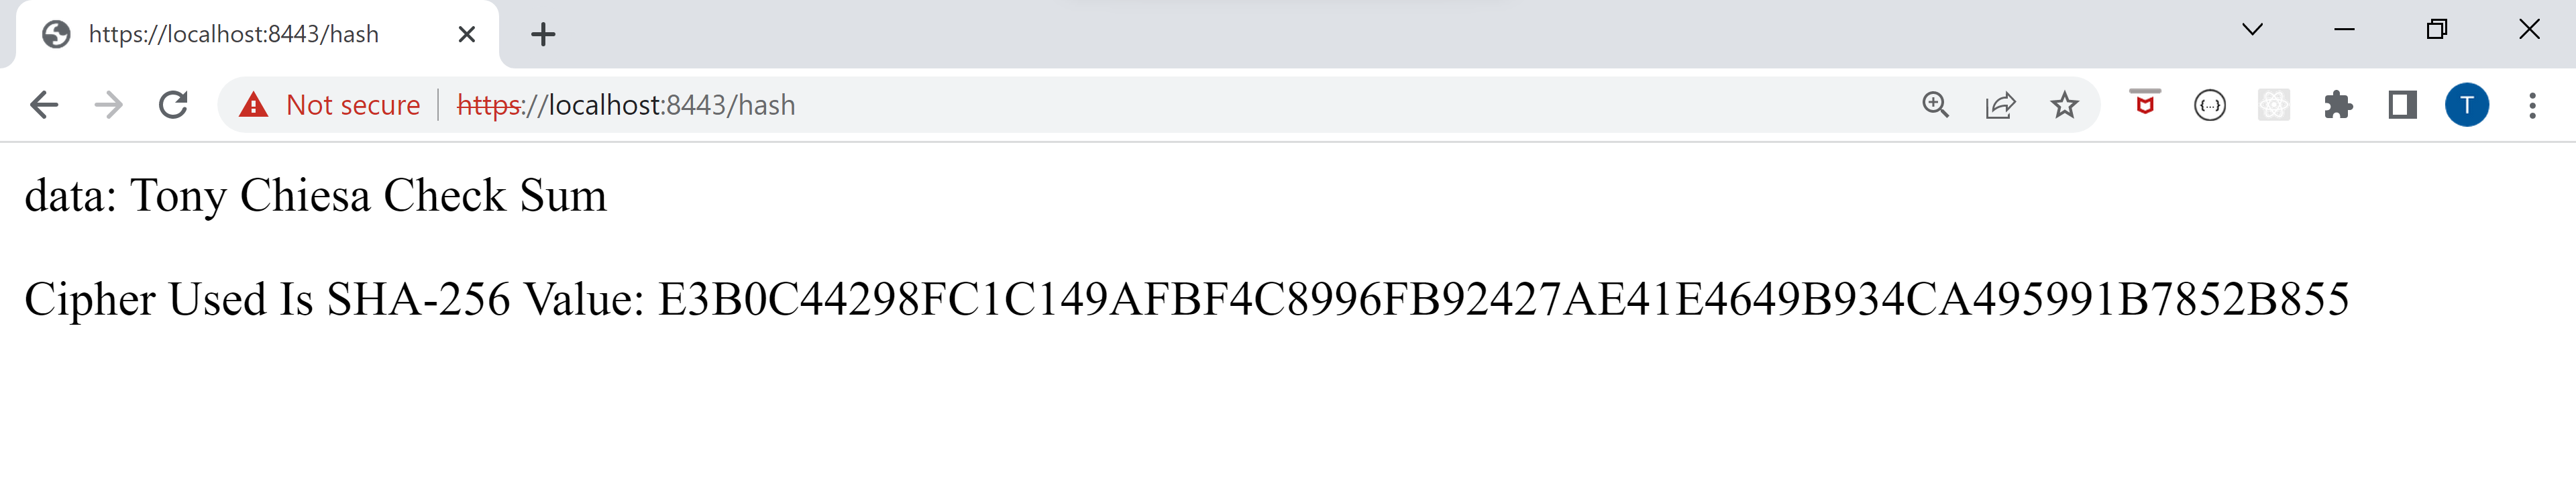 https://localhost:8443/hash
Not secure https://localhost:8443/hash
T
data: Tony Chiesa Check Sum
Cipher Used Is SHA-256 Value: E3B0C44298FC1C149AFBF4C8996FB92427AE41E4649B934CA495991B7852B855